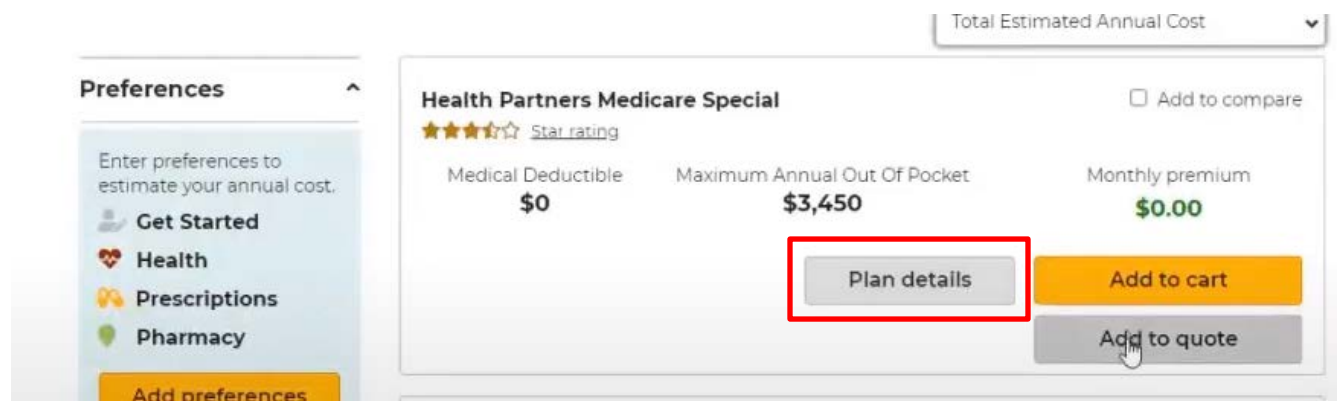 Total Estimated Annual Cost
Preferences
Enter preferences to
estimate your annual cost.
Get Started
Health
Prescriptions
Pharmacy
Add preferences
Health Partners Medicare Special
Add to compare
Star rating
Medical Deductible
$0
Maximum Annual Out Of Pocket
$3,450
Monthly premium
$0.00
Plan details
Add to cart
Add to quote